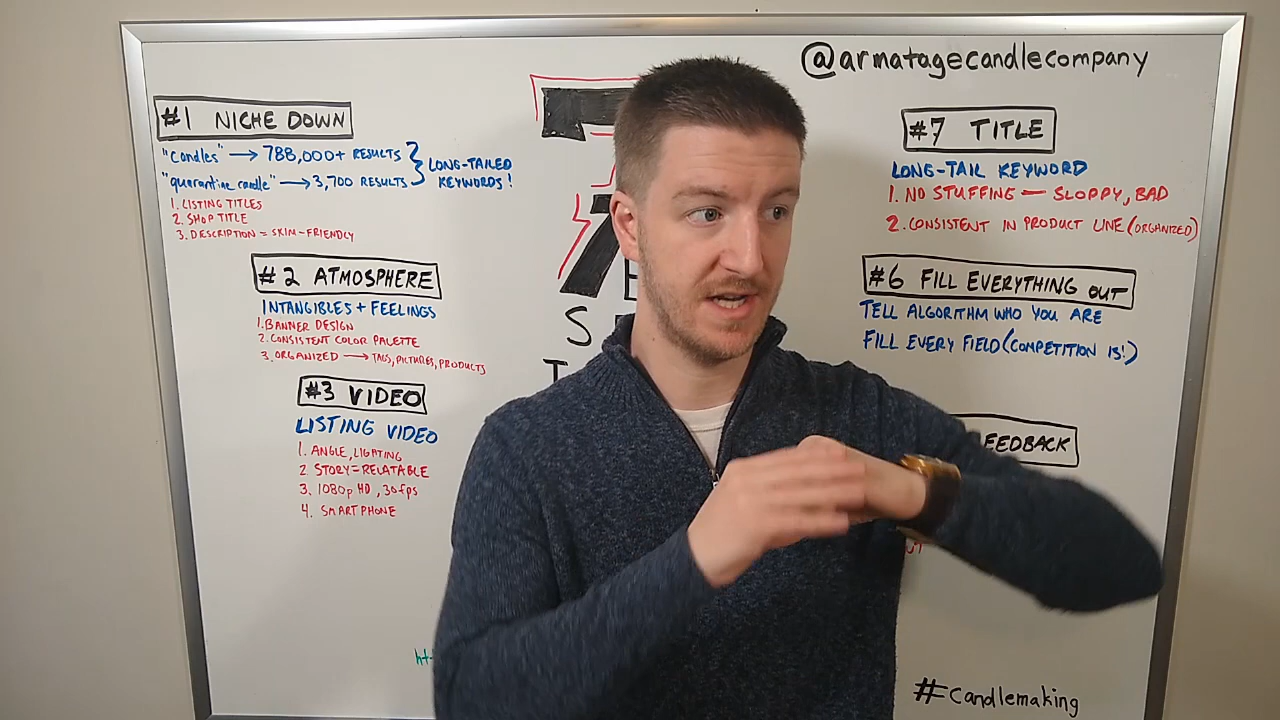 @armatagecandlecompany
#1 NICHE DOWN
"candles" → 788,000+ RESULTS
"quarantine candle" → 3,700 RESULTS
LONG-TAILED
KEYWORDS!
1. LISTING TITLES
2. SHOP TITLE
3. DESCRIPTION = SKIM-FRIENDLY
#2 ATMOSPHERE
INTANGIBLES + FEELINGS
1. BANNER DESIGN
2. CONSISTENT COLOR PALETTE
3. ORGANIZED → TAGS, PICTURES, PRODUCTS
#3 VIDEO
LISTING VIDEO
1. ANGLE, LIGHTING
2 STORY = RELATABLE
3. 1080p HD, 30fps
4. SMARTPHONE
7
#7 TITLE
LONG-TAIL KEYWORD
1. NO STUFFING — SLOPPY, BAD
2. CONSISTENT IN PRODUCT LINE (ORGANIZED)
#6 FILL EVERYTHING OUT
TELL ALGORITHM WHO YOU ARE
FILL EVERY FIELD (COMPETITION IS!)
EEDBACK
#candlemaking